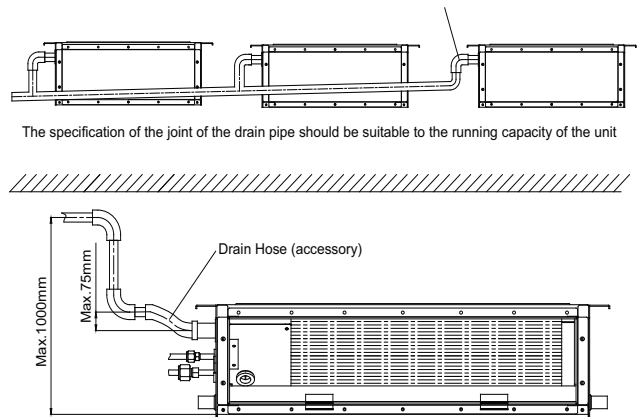 The specification of the joint of the drain pipe should be suitable to the running capacity of the unit
Drain Hose (accessory)
Max.75mm
Max.1000mm